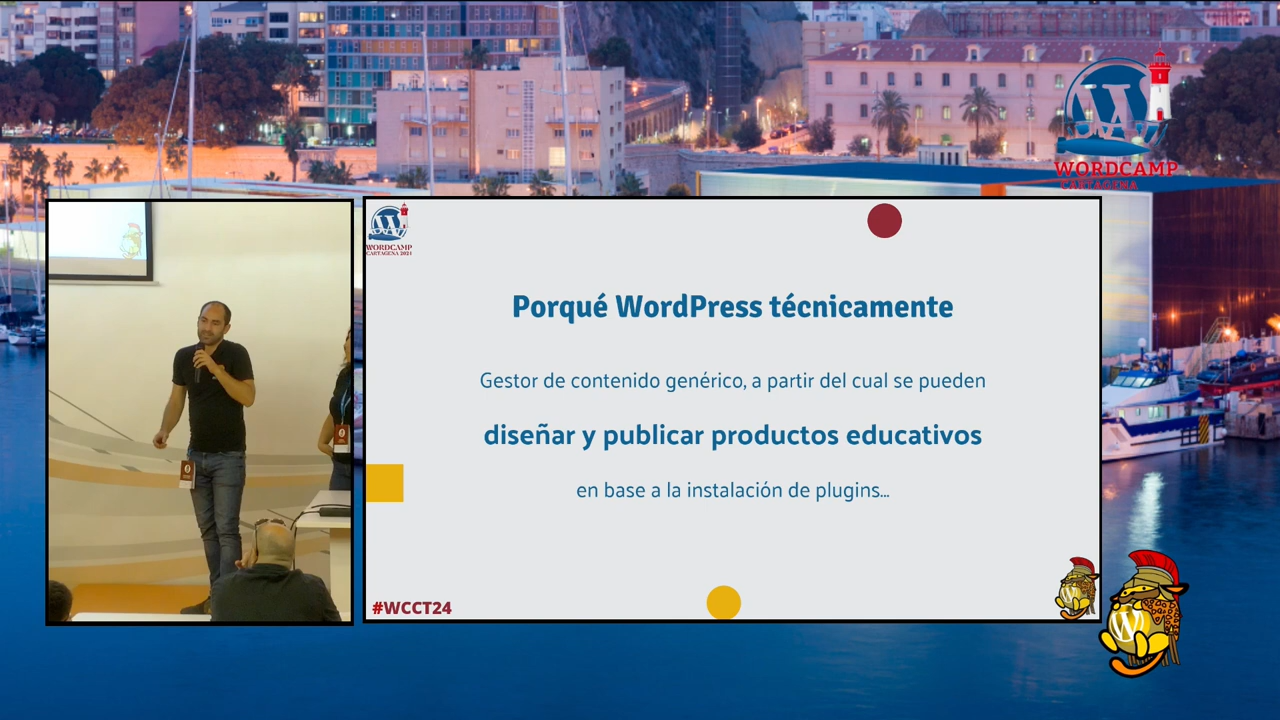 WORDCAMP
CARTAGENA
WORDCAMP
CARTAGENA 2024
Porqué WordPress técnicamente
Gestor de contenido genérico, a partir del cual se pueden
diseñar y publicar productos educativos
en base a la instalación de plugins...
#WCCT24